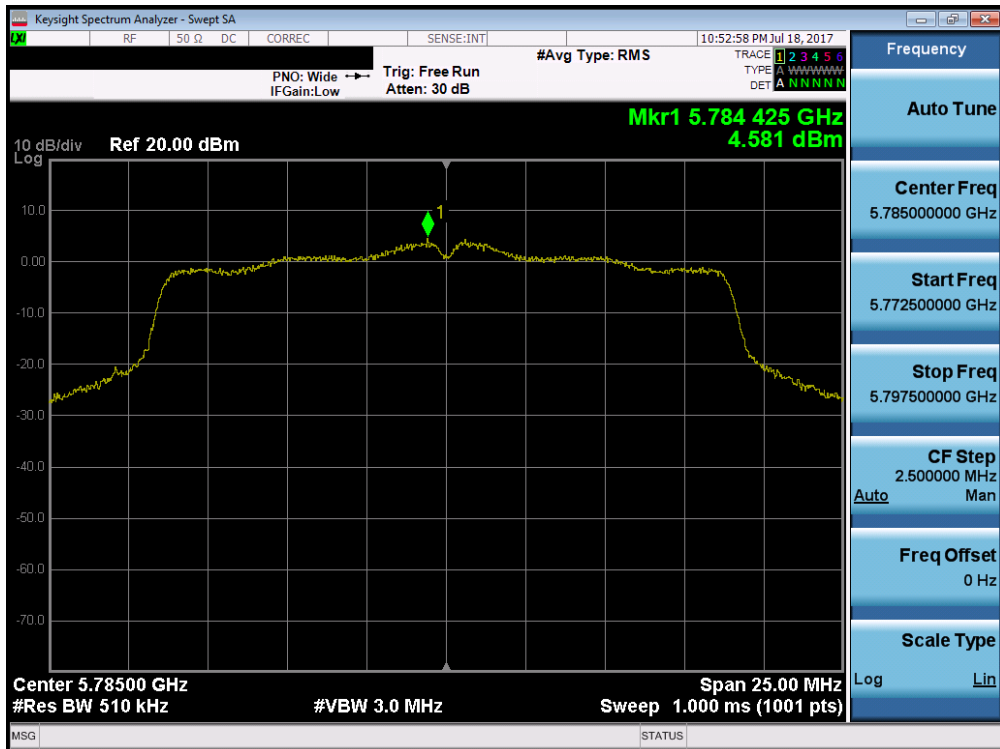 Keysight Spectrum Analyzer - Swept SA
LXI RF 50 Ω DC CORREC SENSE:INT 10:52:58 PM Jul 18, 2017
#Avg Type: RMS
TRACE 1 2 3 4 5 6
TYPE A WWWWW
DET A N N N N N
PNO: Wide Trig: Free Run
IFGain:Low Atten: 30 dB
Mkr1 5.784 425 GHz
4.581 dBm
10 dB/div Ref 20.00 dBm
Log
1
10.0
0.00
-10.0
-20.0
-30.0
-40.0
-50.0
-60.0
-70.0
Center 5.78500 GHz Span 25.00 MHz
#Res BW 510 kHz #VBW 3.0 MHz Sweep 1.000 ms (1001 pts)
MSG STATUS
Frequency
Auto Tune
Center Freq
5.785000000 GHz
Start Freq
5.772500000 GHz
Stop Freq
5.797500000 GHz
CF Step
2.500000 MHz
Auto Man
Freq Offset
0 Hz
Scale Type
Log Lin